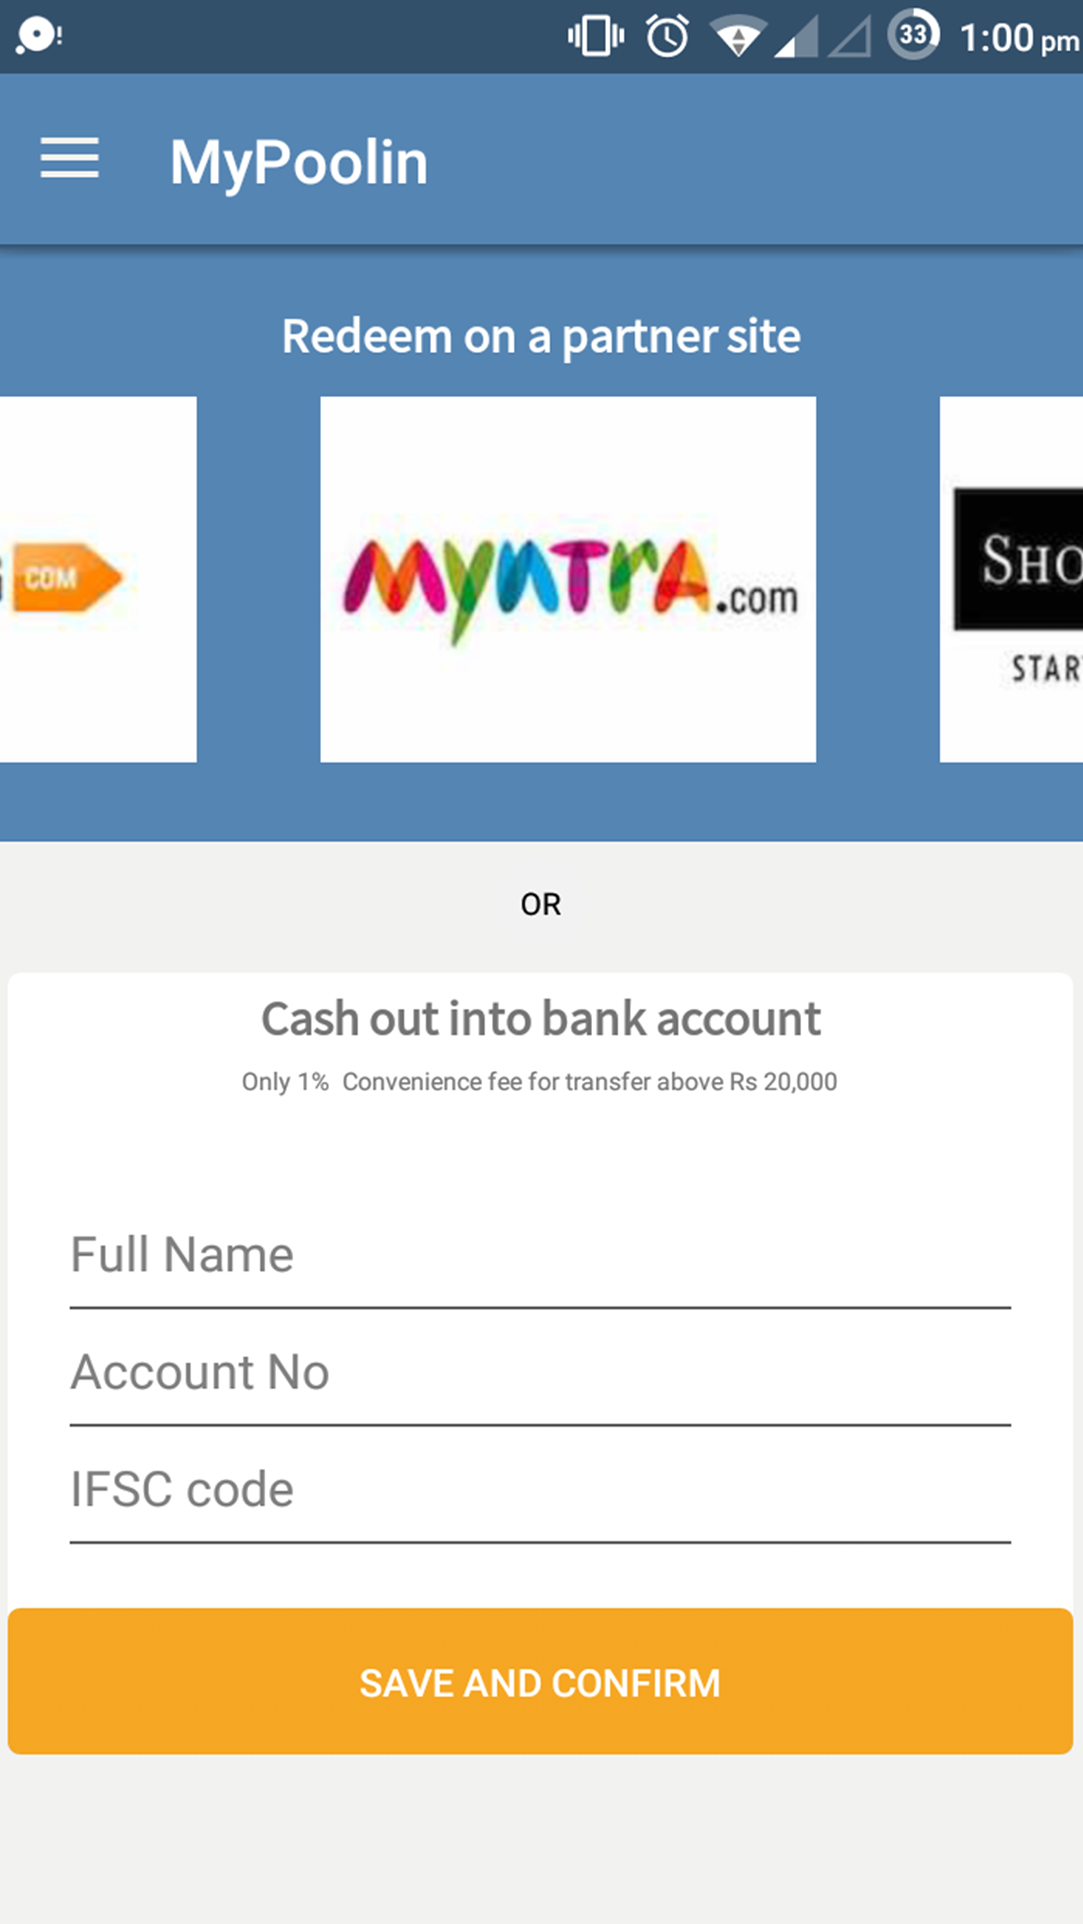 33 1:00 pm
MyPoolin
Redeem on a partner site
COM
myntra.com
SHO
STAR
OR
Cash out into bank account
Only 1% Convenience fee for transfer above Rs 20,000
Full Name
Account No
IFSC code
SAVE AND CONFIRM